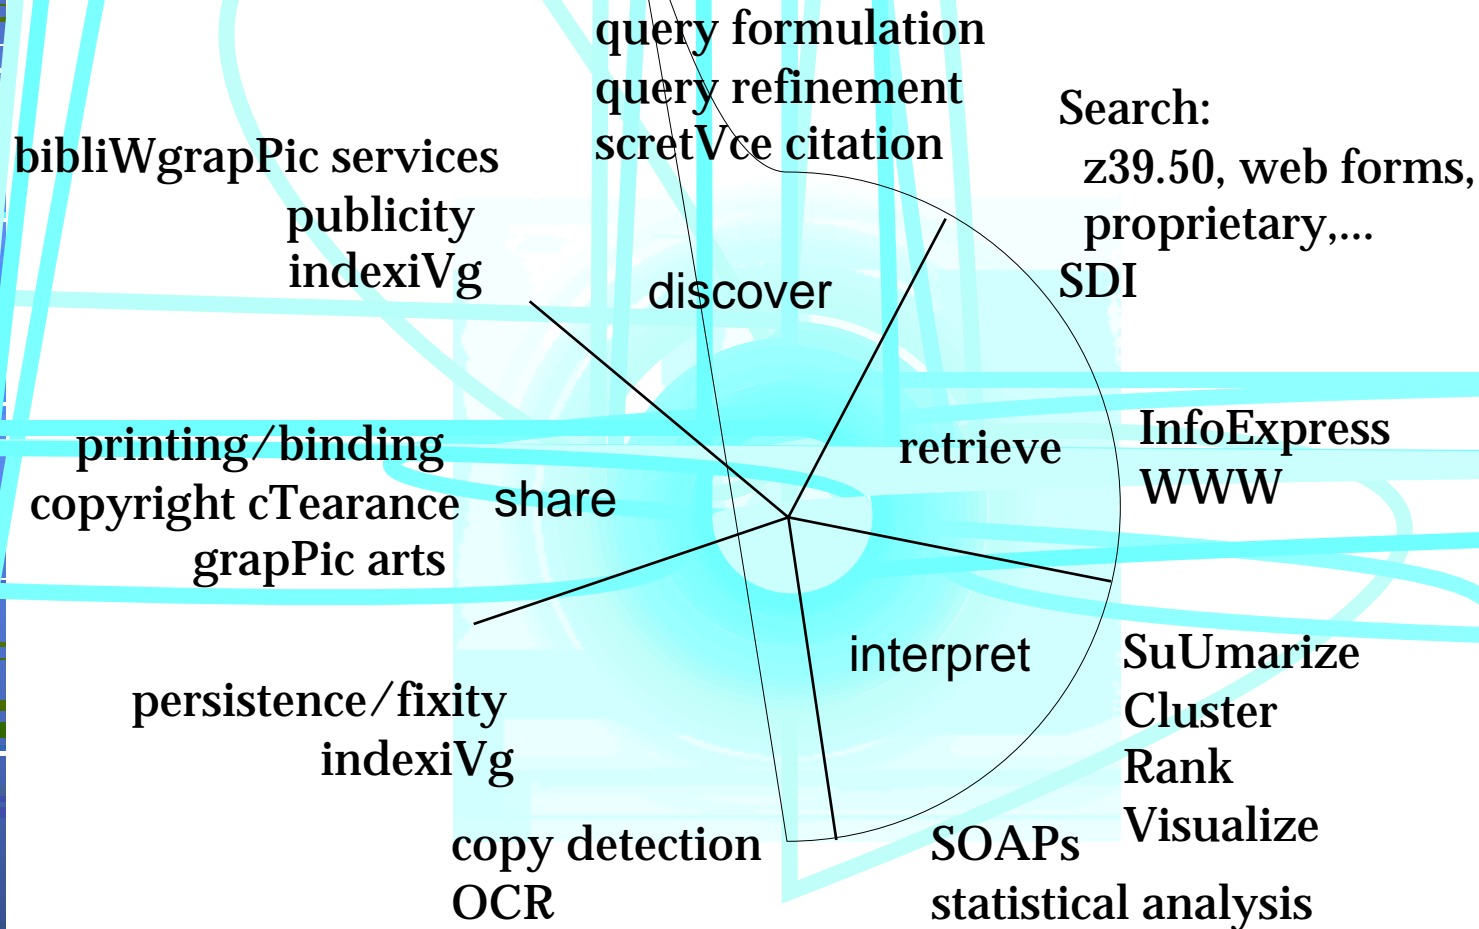 query formulation
query refinement
scretVce citation
Search:
z39.50, web forms,
proprietary,...
SDI
bibliWgrapPic services
publicity
indexiVg
discover
retrieve
InfoExpress
WWW
printing/binding
copyright cTearance
grapPic arts
share
interpret
SuUmarize
Cluster
Rank
Visualize
persistence/fixity
indexiVg
copy detection
OCR
SOAPs
statistical analysis